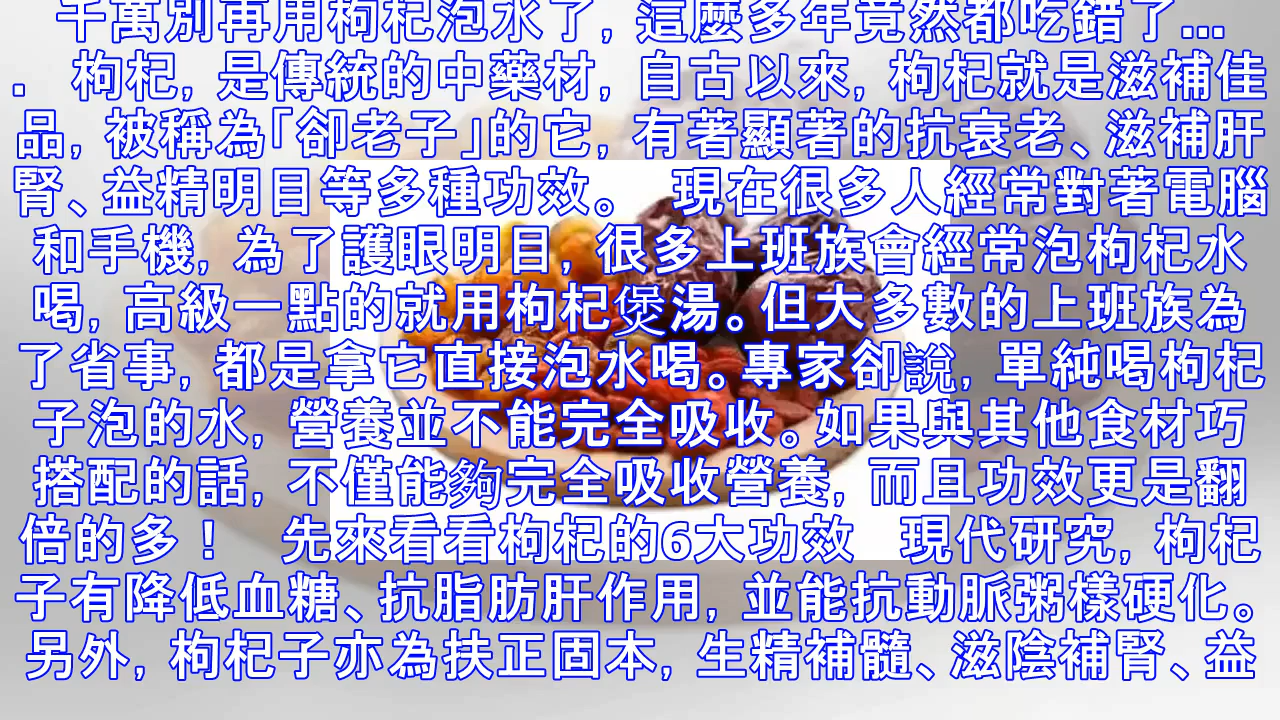 千萬別再用枸杞泡水了, 這麼多年竟然都吃錯了...
. 枸杞, 是傳統的中藥材, 自古以來, 枸杞就是滋補佳
品, 被稱為「卻老子」的它, 有著顯著的抗衰老、滋補肝
腎、益精明目等多種功效。 現在很多人經常對著電腦
和手機, 為了護眼明目, 很多上班族會經常泡枸杞水
喝, 高級一點的就用枸杞煲湯。但大多數的上班族為
了省事, 都是拿它直接泡水喝。專家卻說, 單純喝枸杞
子泡的水, 營養並不能完全吸收。如果與其他食材巧
搭配的話, 不僅能夠完全吸收營養, 而且功效更是翻
倍的多! 先來看看枸杞的6大功效 現代研究, 枸杞
子有降低血糖、抗脂肪肝作用, 並能抗動脈粥樣硬化。
另外, 枸杞子亦為扶正固本, 生精補髓、滋陰補腎、益